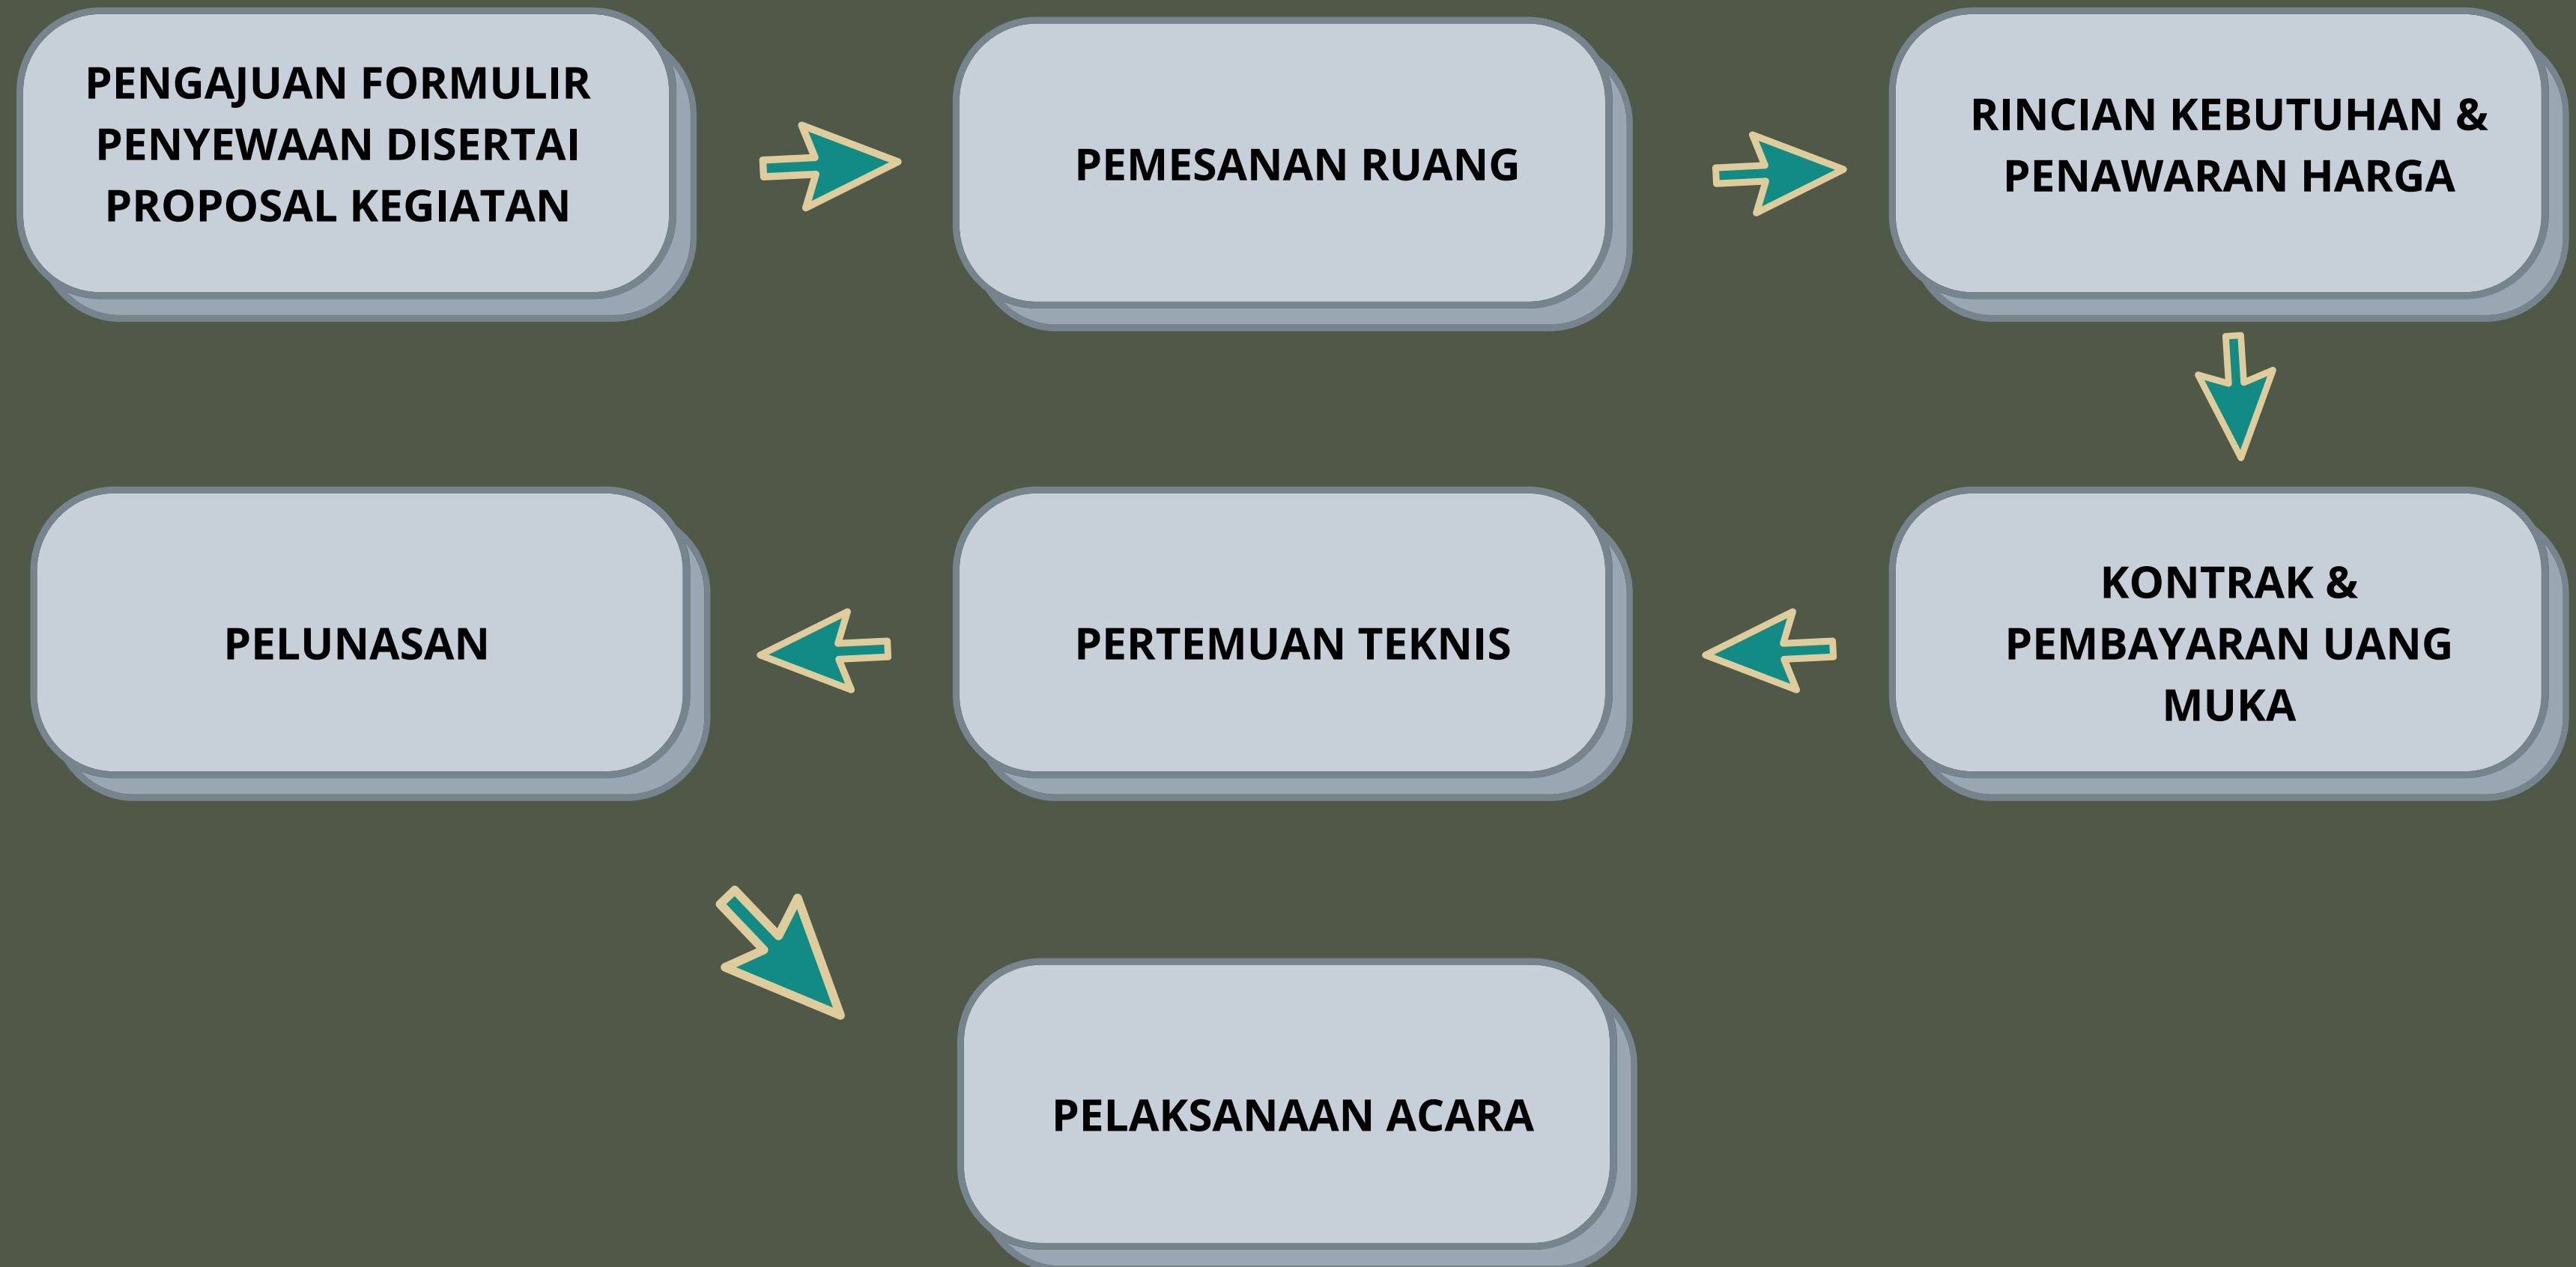 PENGAJUAN FORMULIR
PENYEWAAN DISERTAI
PROPOSAL KEGIATAN
PEMESANAN RUANG
RINCIAN KEBUTUHAN &
PENAWARAN HARGA
KONTRAK &
PEMBAYARAN UANG
MUKA
PERTEMUAN TEKNIS
PELUNASAN
PELAKSANAAN ACARA